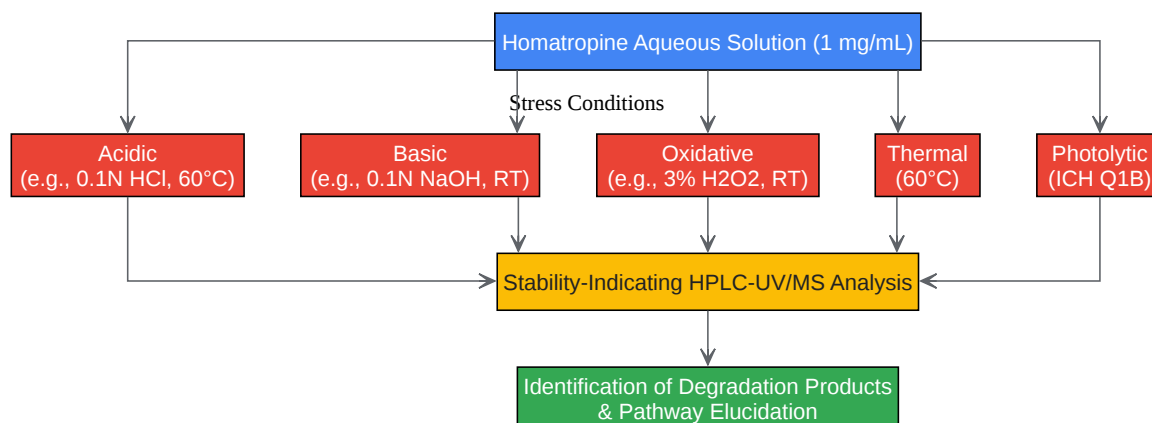 Homatropine Aqueous Solution (1 mg/mL)
Stress Conditions
Acidic
(e.g., 0.1N HCl, 60°C)
Basic
(e.g., 0.1N NaOH, RT)
Oxidative
(e.g., 3% H2O2, RT)
Thermal
(60°C)
Photolytic
(ICH Q1B)
Stability-Indicating HPLC-UV/MS Analysis
Identification of Degradation Products
& Pathway Elucidation